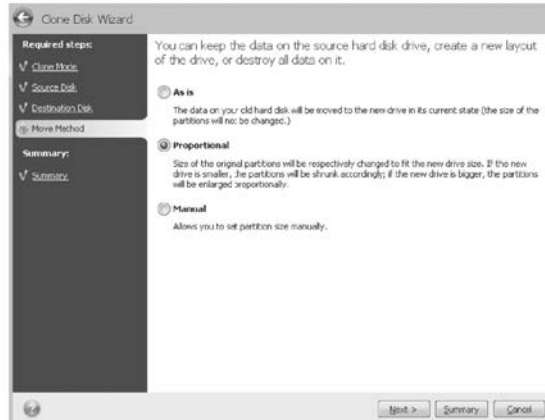 Clone Disk Wizard
Required steps:
Clone Mode
Source Disk
Destination Disk
Move Method
Summary:
Summary
You can keep the data on the source hard disk drive, create a new layout
of the drive, or destroy all data on it.
As is
The data on your old hard disk will be moved to the new drive in its current state (the size of the
partitions will not be changed.)
Proportional
Size of the original partitions will be respectively changed to fit the new drive size. If the new
drive is smaller, the partitions will be shrunk accordingly; if the new drive is bigger, the partitions
will be enlarged proportionally.
Manual
Allows you to set partition size manually.
Next >
Summary
Cancel